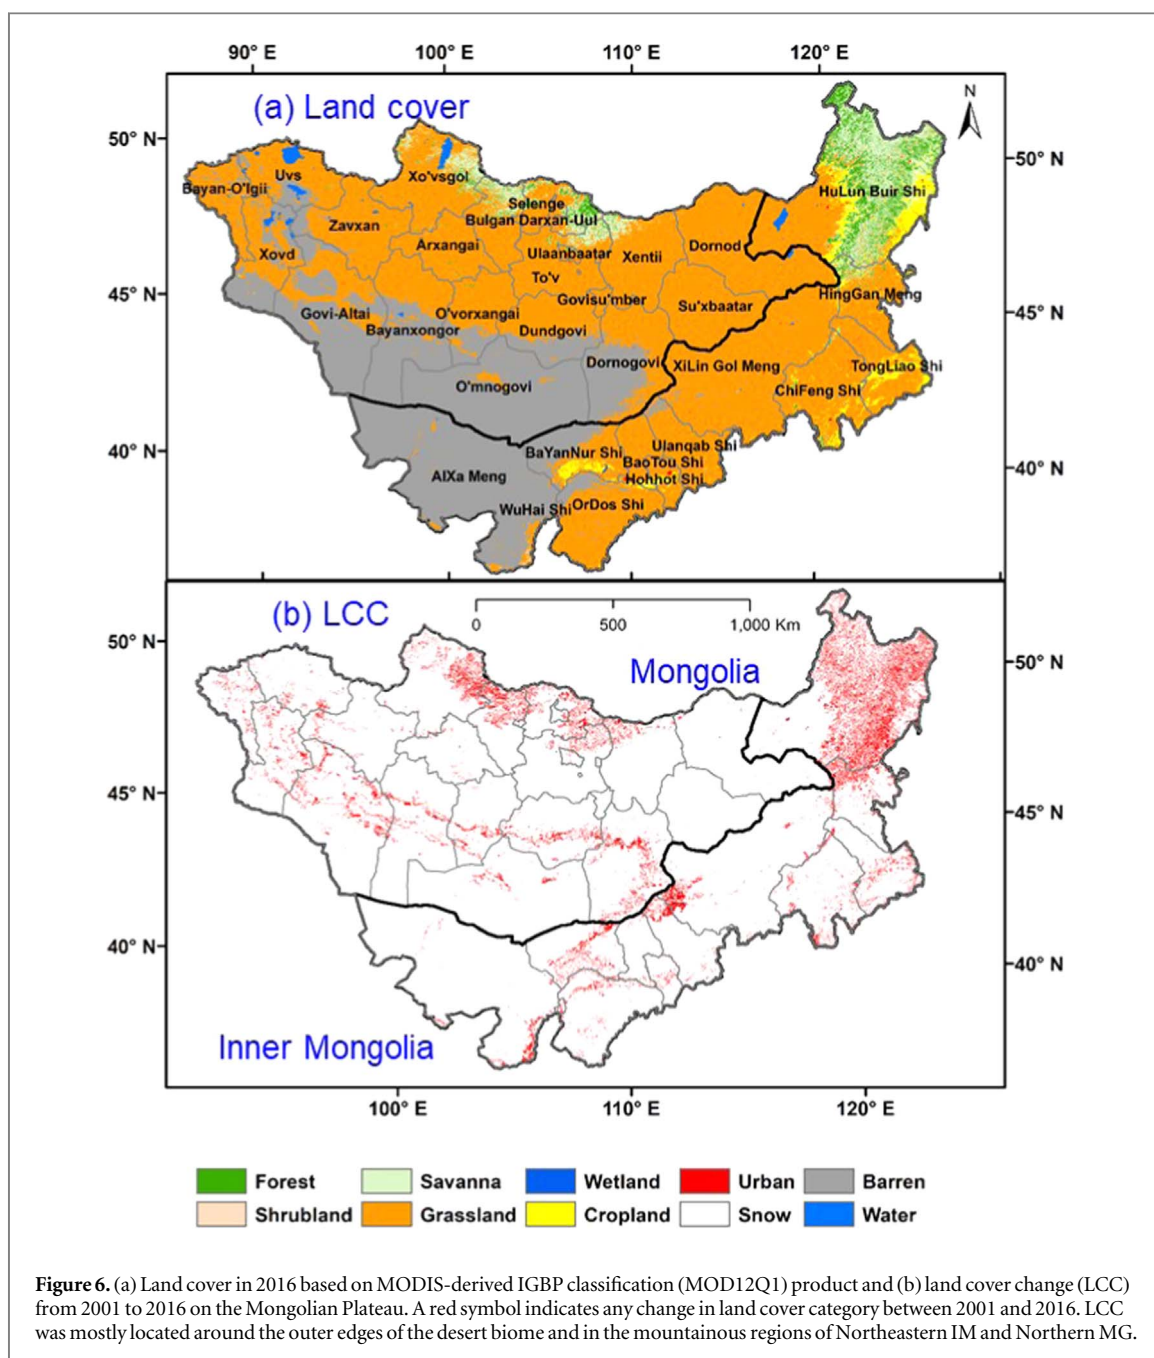 90° E 100° E 110° E 120° E
(a) Land cover
N
50° N
50° N
Bayan-O'lgii
Uvs
Xo'vsgol
HuLun Buir Shi
Selenge
Bulgan Darxan-Uul
Zavxan
Arxangai
Ulaanbaatar
Xentii
Dornod
Xovd
To'v
45° N
Govi-Altai
O'vorxangai
Govisu'mber
Su'xbaatar
HingGan Meng
45° N
Bayanxongor
Dundgovi
Dornogovi
XiLin Gol Meng
TongLiao Shi
O'mnogovi
ChiFeng Shi
40° N
BaYanNur Shi
Ulanqab Shi
BaoTou Shi
40° N
AlXa Meng
Hohhot Shi
WuHai Shi
OrDos Shi
(b) LCC
0 500 1,000 Km
50° N
Mongolia
50° N
45° N
45° N
40° N
40° N
Inner Mongolia
100° E 110° E 120° E
Forest Savanna Wetland Urban Barren
Shrubland Grassland Cropland Snow Water
Figure 6. (a) Land cover in 2016 based on MODIS-derived IGBP classification (MOD12Q1) product and (b) land cover change (LCC)
from 2001 to 2016 on the Mongolian Plateau. A red symbol indicates any change in land cover category between 2001 and 2016. LCC
was mostly located around the outer edges of the desert biome and in the mountainous regions of Northeastern IM and Northern MG.